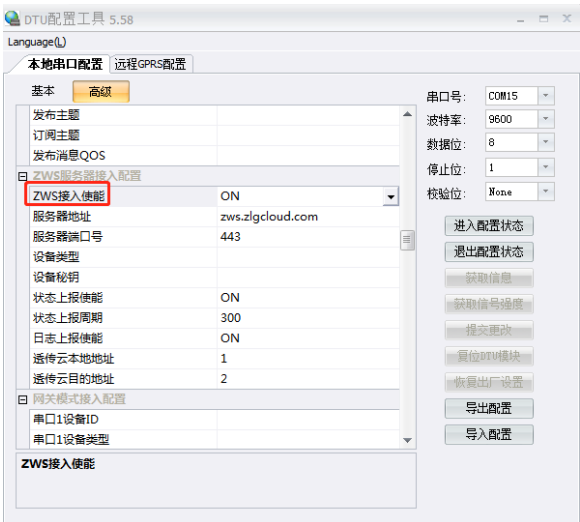 DTU配置工具 5.58
Language(L)
本地串口配置 远程GPRS配置
基本 高级
发布主题
订阅主题
发布消息QOS
ZWS服务器接入配置
ZWS接入使能 ON
服务器地址 zws.zlgcloud.com
服务器端口号 443
设备类型
设备秘钥
状态上报使能 ON
状态上报周期 300
日志上报使能 ON
透传云本地地址 1
透传云目的地址 2
网关模式接入配置
串口1设备ID
串口1设备类型
ZWS接入使能
串口号: COM15
波特率: 9600
数据位: 8
停止位: 1
校验位: None
进入配置状态
退出配置状态
获取信息
获取信号强度
提交更改
复位DTU模块
恢复出厂设置
导出配置
导入配置